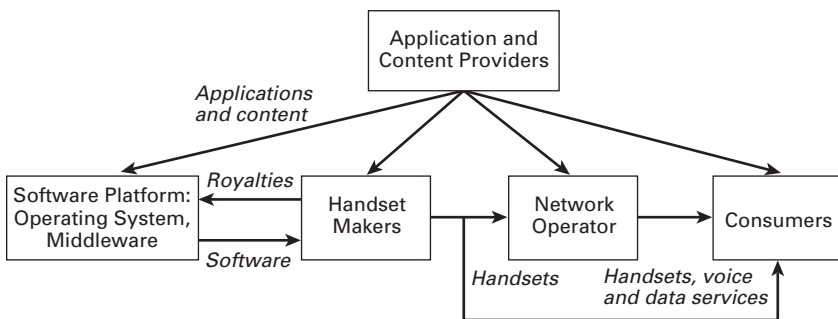 Application and
Content Providers
Applications
and content
Software Platform:
Operating System,
Middleware
Royalties
Software
Handset
Makers
Handsets
Network
Operator
Handsets, voice
and data services
Consumers